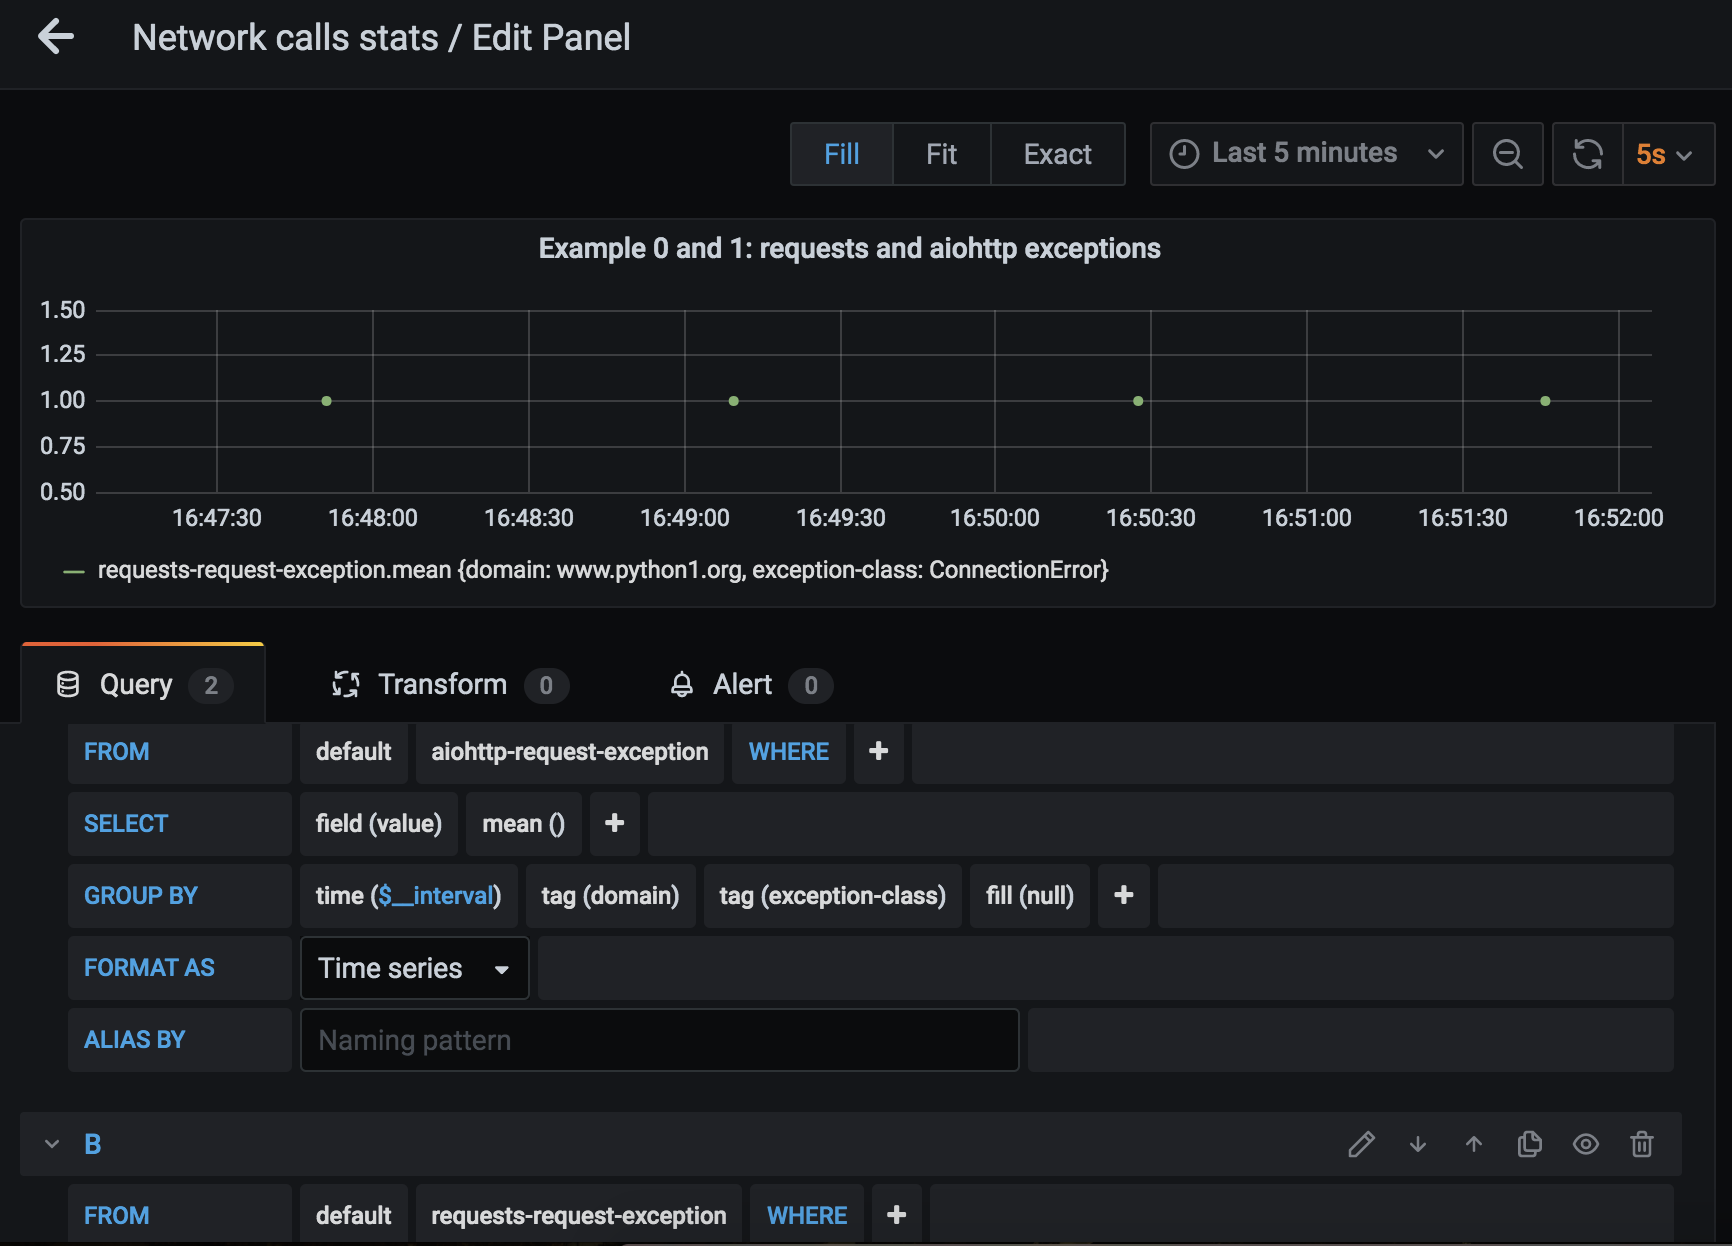 Network calls stats / Edit Panel
Fill Fit Exact Last 5 minutes 5s
Example 0 and 1: requests and aiohttp exceptions
1.50
1.25
1.00
0.75
0.50
16:47:30 16:48:00 16:48:30 16:49:00 16:49:30 16:50:00 16:50:30 16:51:00 16:51:30 16:52:00
requests-request-exception.mean {domain: www.python1.org, exception-class: ConnectionError}
Query 2 Transform 0 Alert 0
FROM default aiohttp-request-exception WHERE +
SELECT field (value) mean () +
GROUP BY time ($__interval) tag (domain) tag (exception-class) fill (null) +
FORMAT AS Time series
ALIAS BY Naming pattern
B
FROM default requests-request-exception WHERE +